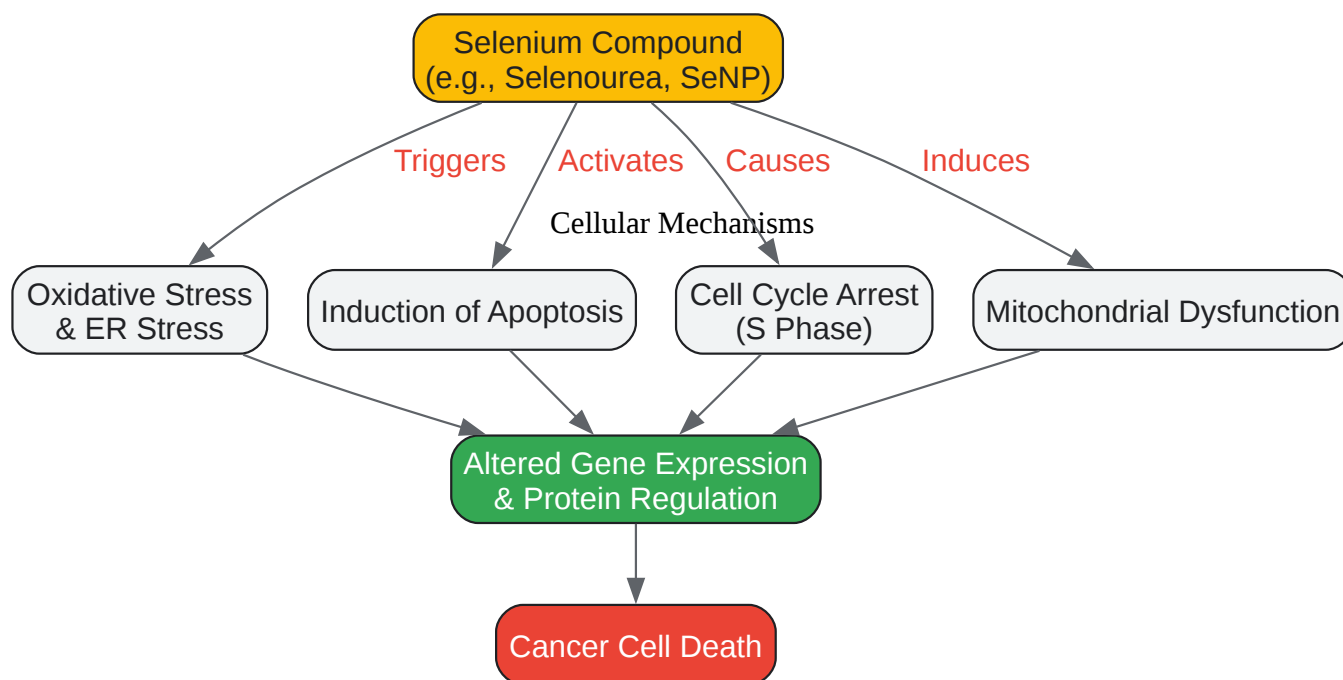 Selenium Compound
(e.g., Selenourea, SeNP)
Triggers
Activates
Causes
Induces
Cellular Mechanisms
Oxidative Stress
& ER Stress
Induction of Apoptosis
Cell Cycle Arrest
(S Phase)
Mitochondrial Dysfunction
Altered Gene Expression
& Protein Regulation
Cancer Cell Death